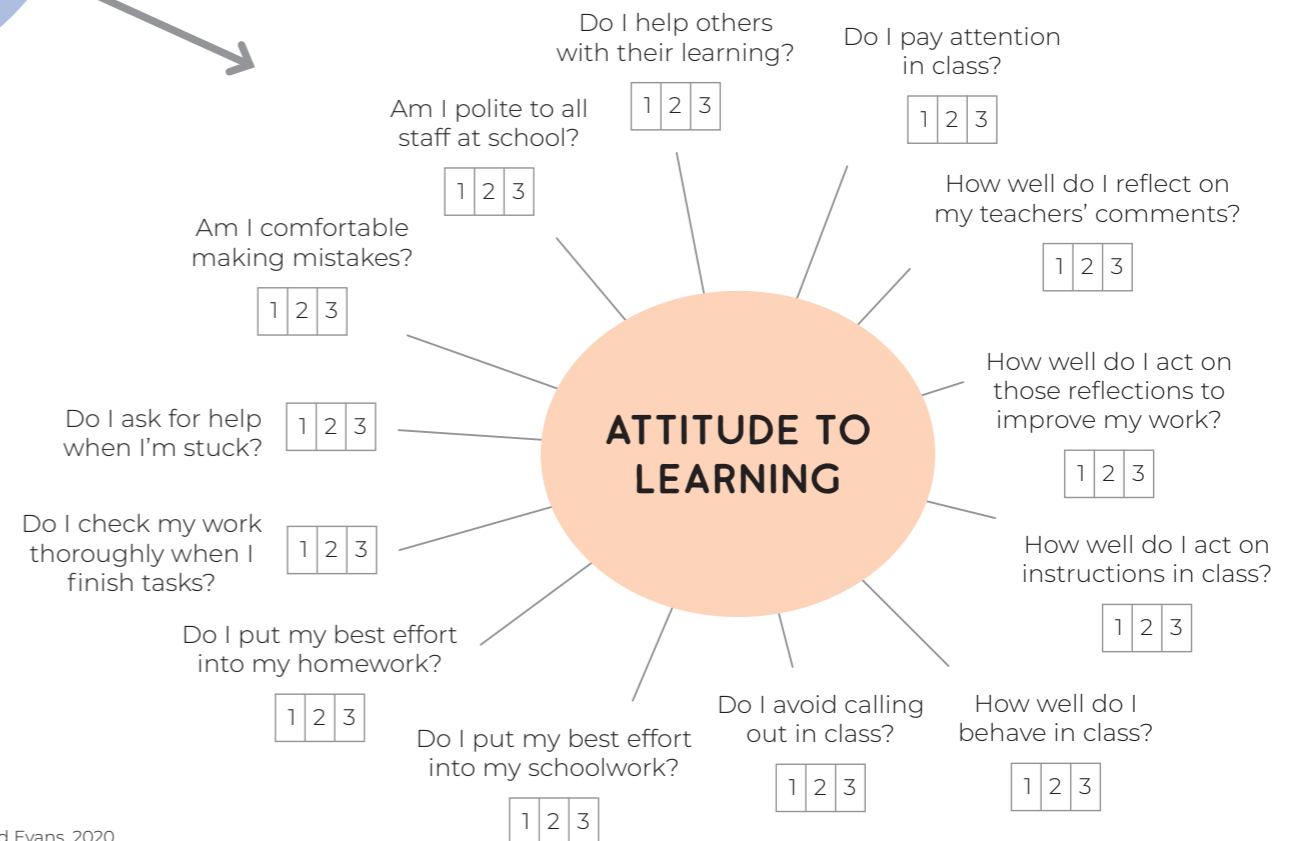 Do I help others
with their learning?
1 2 3
Do I pay attention
in class?
1 2 3
Am I polite to all
staff at school?
1 2 3
How well do I reflect on
my teachers' comments?
1 2 3
Am I comfortable
making mistakes?
1 2 3
How well do I act on
those reflections to
improve my work?
1 2 3
Do I ask for help
when I'm stuck?
1 2 3
ATTITUDE TO
LEARNING
Do I check my work
thoroughly when I
finish tasks?
1 2 3
How well do I act on
instructions in class?
1 2 3
Do I put my best effort
into my homework?
1 2 3
Do I avoid calling
out in class?
1 2 3
How well do I
behave in class?
1 2 3
Do I put my best effort
into my schoolwork?
1 2 3
Evans, 2020